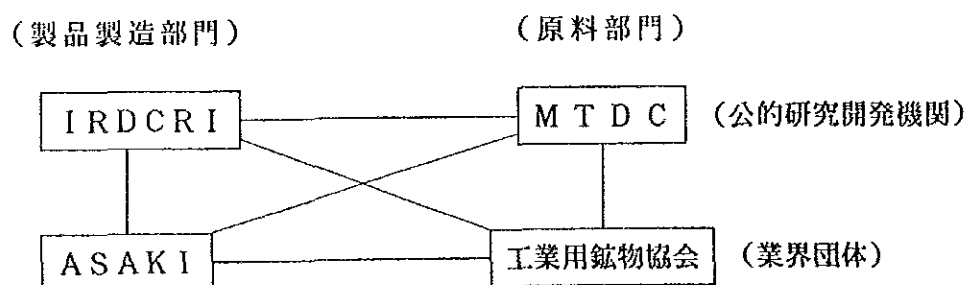 （製品製造部門） （原料部門）
ＩＲＤＣＲＩ ＭＴＤＣ （公的研究開発機関）
ＡＳＡＫＩ 工業用鉱物協会 （業界団体）